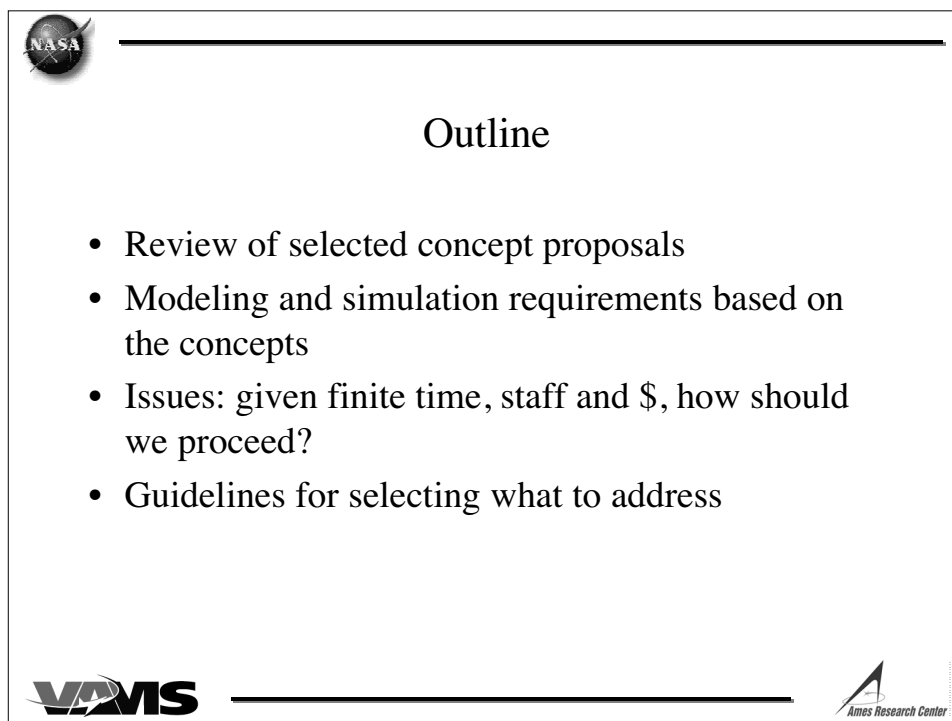 NASA
Outline
• Review of selected concept proposals
• Modeling and simulation requirements based on
the concepts
• Issues: given finite time, staff and $, how should
we proceed?
• Guidelines for selecting what to address
VAMS
Ames Research Center